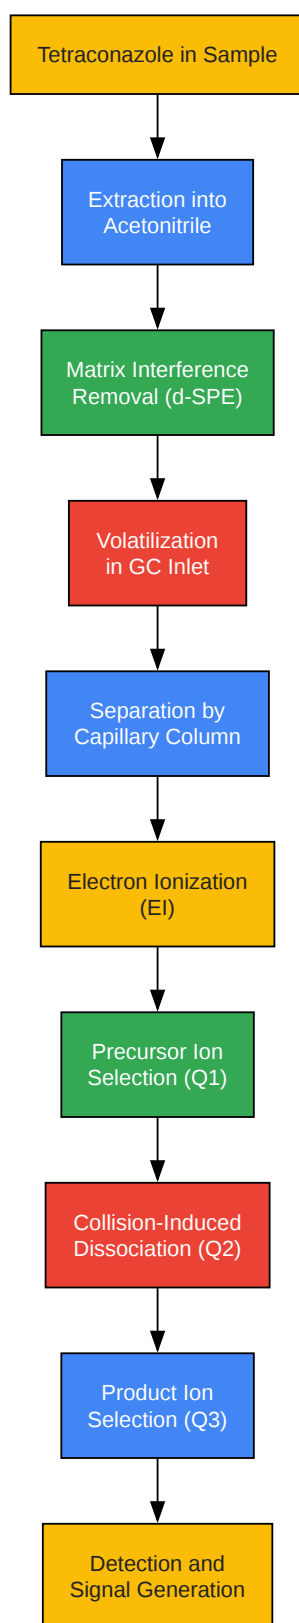 Tetraconazole in Sample
Extraction into
Acetonitrile
Matrix Interference
Removal (d-SPE)
Volatilization
in GC Inlet
Separation by
Capillary Column
Electron Ionization
(EI)
Precursor Ion
Selection (Q1)
Collision-Induced
Dissociation (Q2)
Product Ion
Selection (Q3)
Detection and
Signal Generation